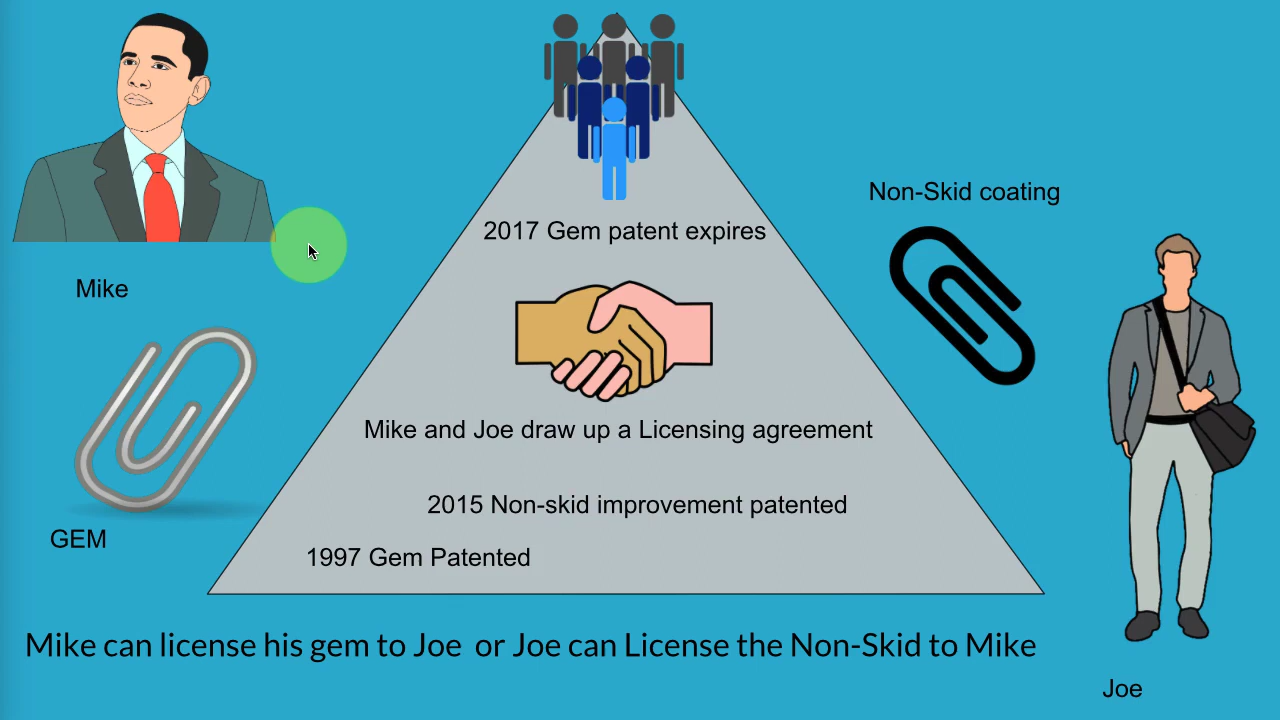 Non-Skid coating
2017 Gem patent expires
Mike
Mike and Joe draw up a Licensing agreement
2015 Non-skid improvement patented
GEM
1997 Gem Patented
Mike can license his gem to Joe or Joe can License the Non-Skid to Mike
Joe